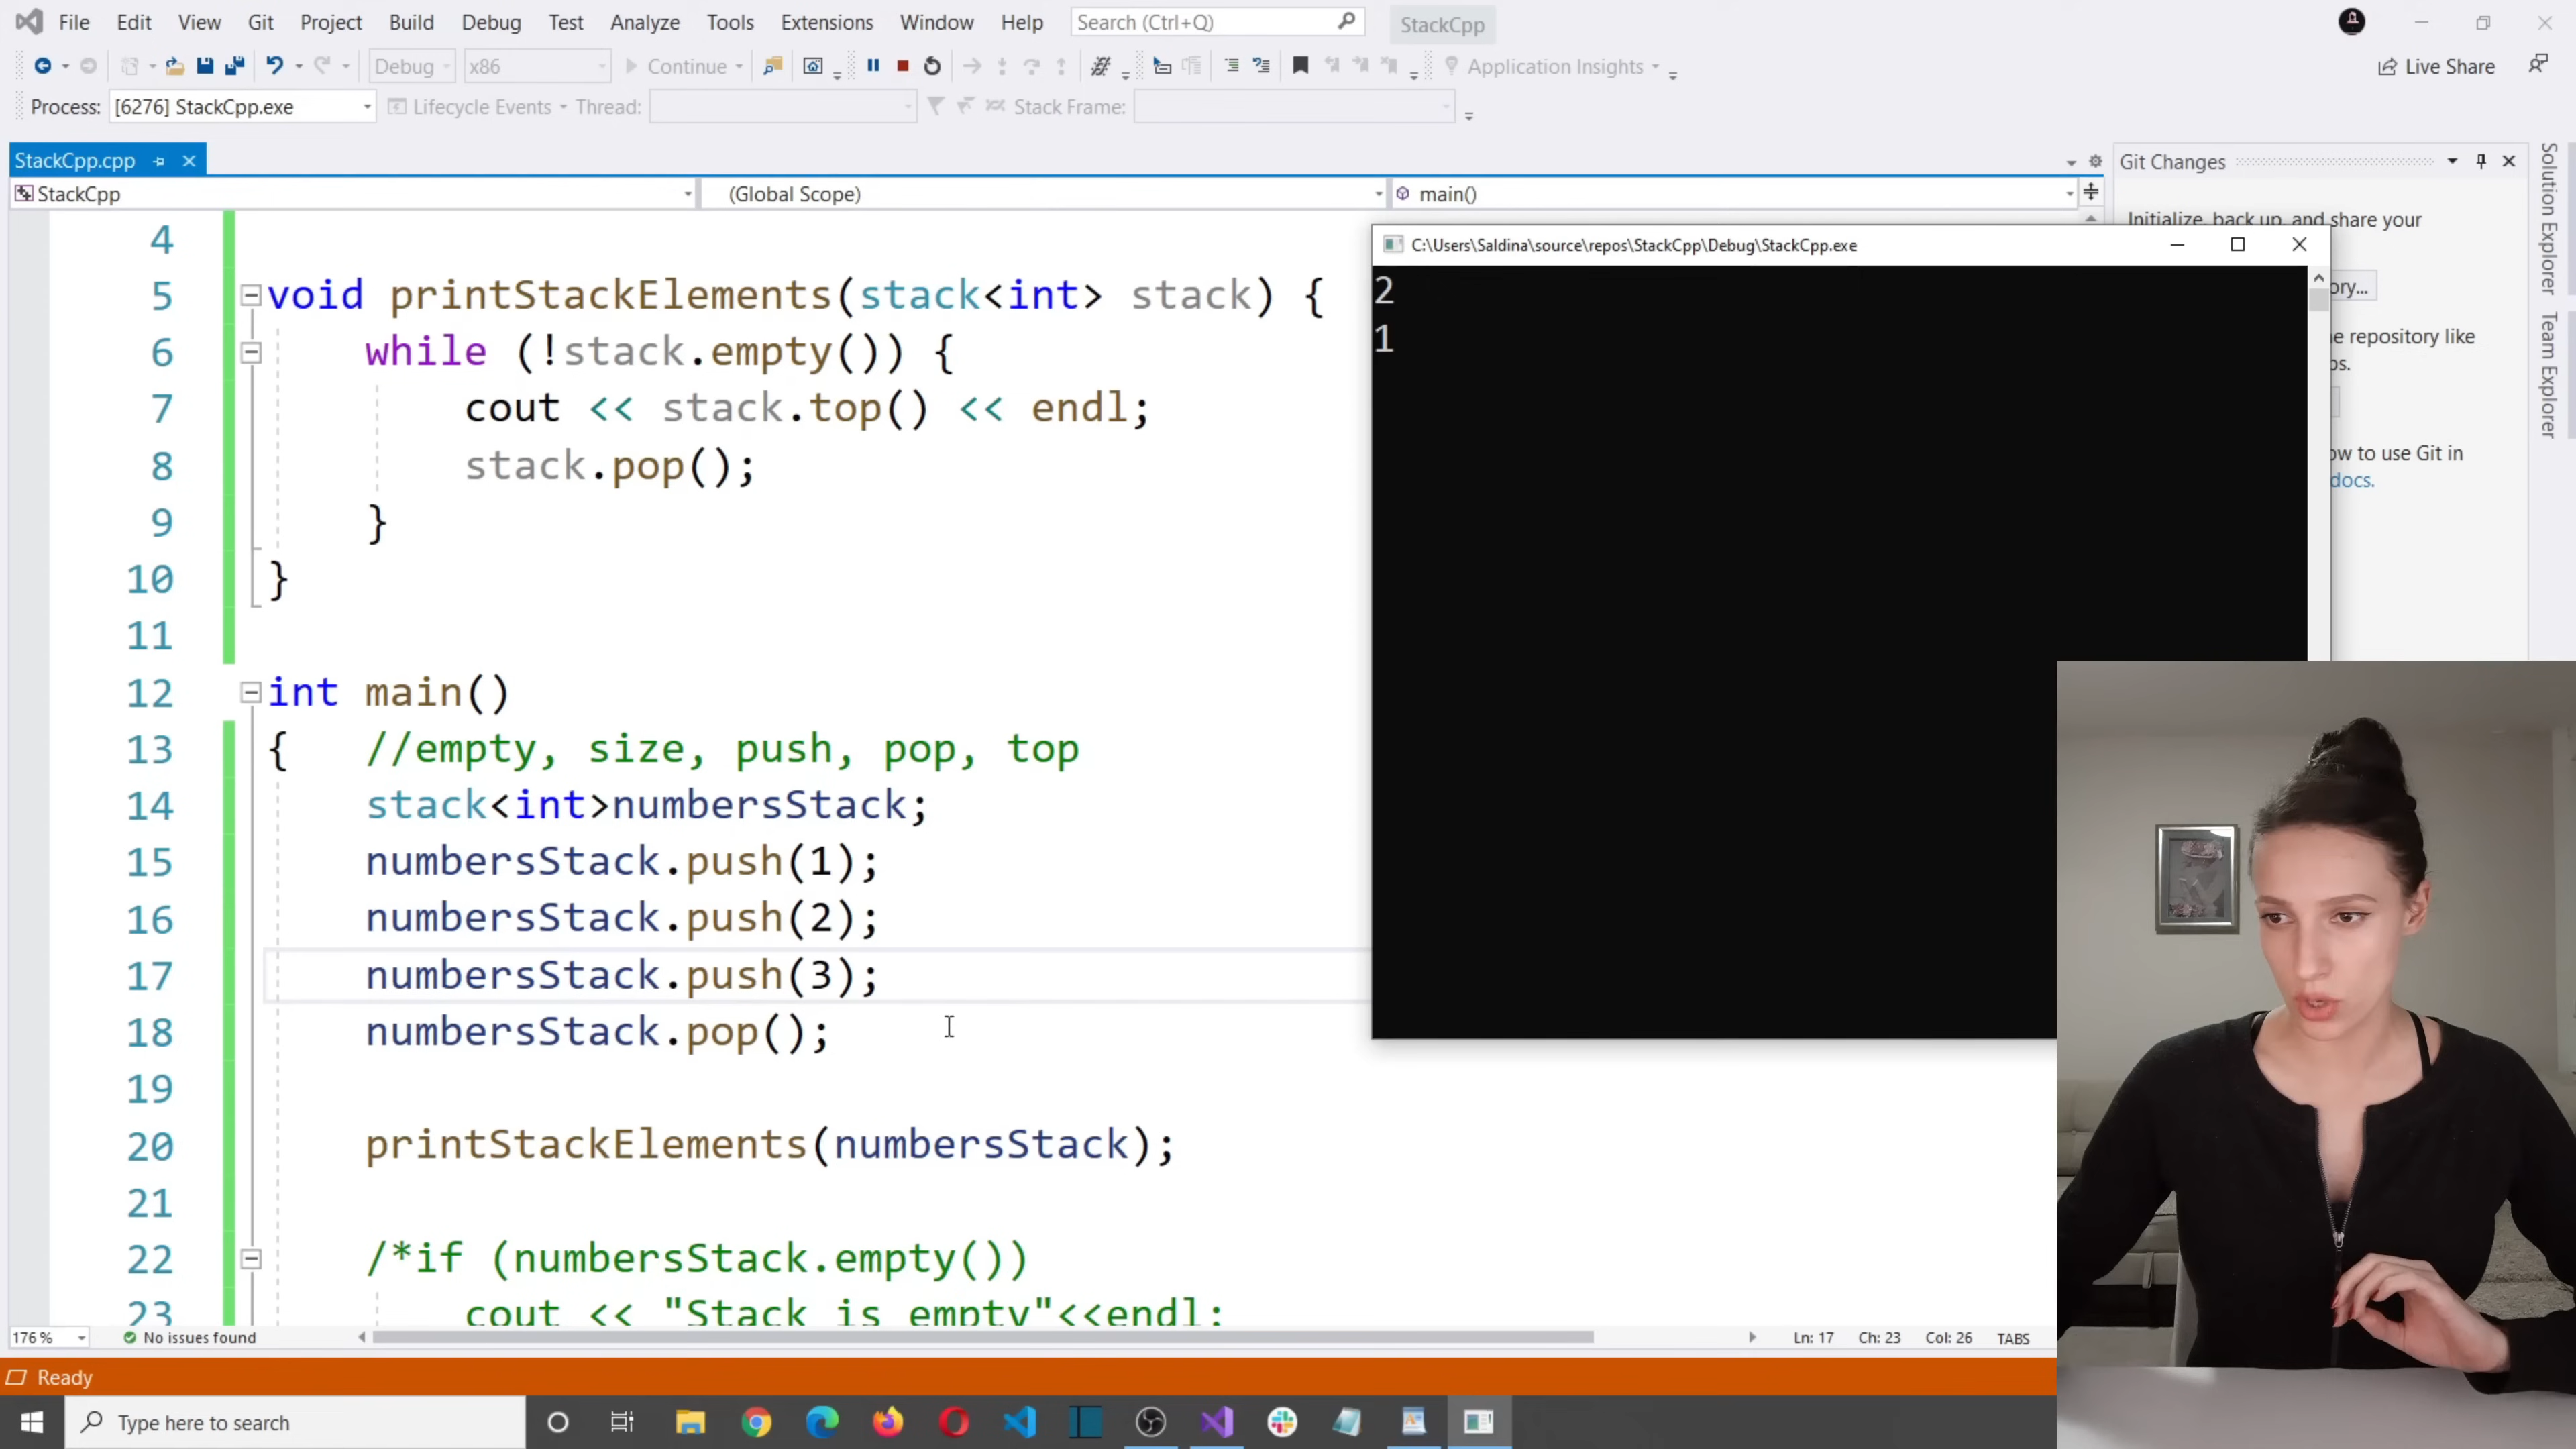 File Edit View Git Project Build Debug Test Analyze Tools Extensions Window Help Search (Ctrl+Q) StackCpp
Debug x86 Continue Application Insights Live Share
Process: [6276] StackCpp.exe Lifecycle Events Thread: Stack Frame:
StackCpp.cpp
StackCpp (Global Scope) main()
4
5 void printStackElements(stack<int> stack) {
6 while (!stack.empty()) {
7 cout << stack.top() << endl;
8 stack.pop();
9 }
10 }
11
12 int main()
13 { //empty, size, push, pop, top
14 stack<int>numbersStack;
15 numbersStack.push(1);
16 numbersStack.push(2);
17 numbersStack.push(3);
18 numbersStack.pop();
19
20 printStackElements(numbersStack);
21
22 /*if (numbersStack.empty())
23 cout << "Stack is empty"<<endl;
C:\Users\Saldina\source\repos\StackCpp\Debug\StackCpp.exe
2
1
Git Changes
Initialize, back up, and share your
ory...
e repository like
os.
ow to use Git in
docs.
Solution Explorer
Team Explorer
176 % No issues found Ln: 17 Ch: 23 Col: 26 TABS
Ready
Type here to search